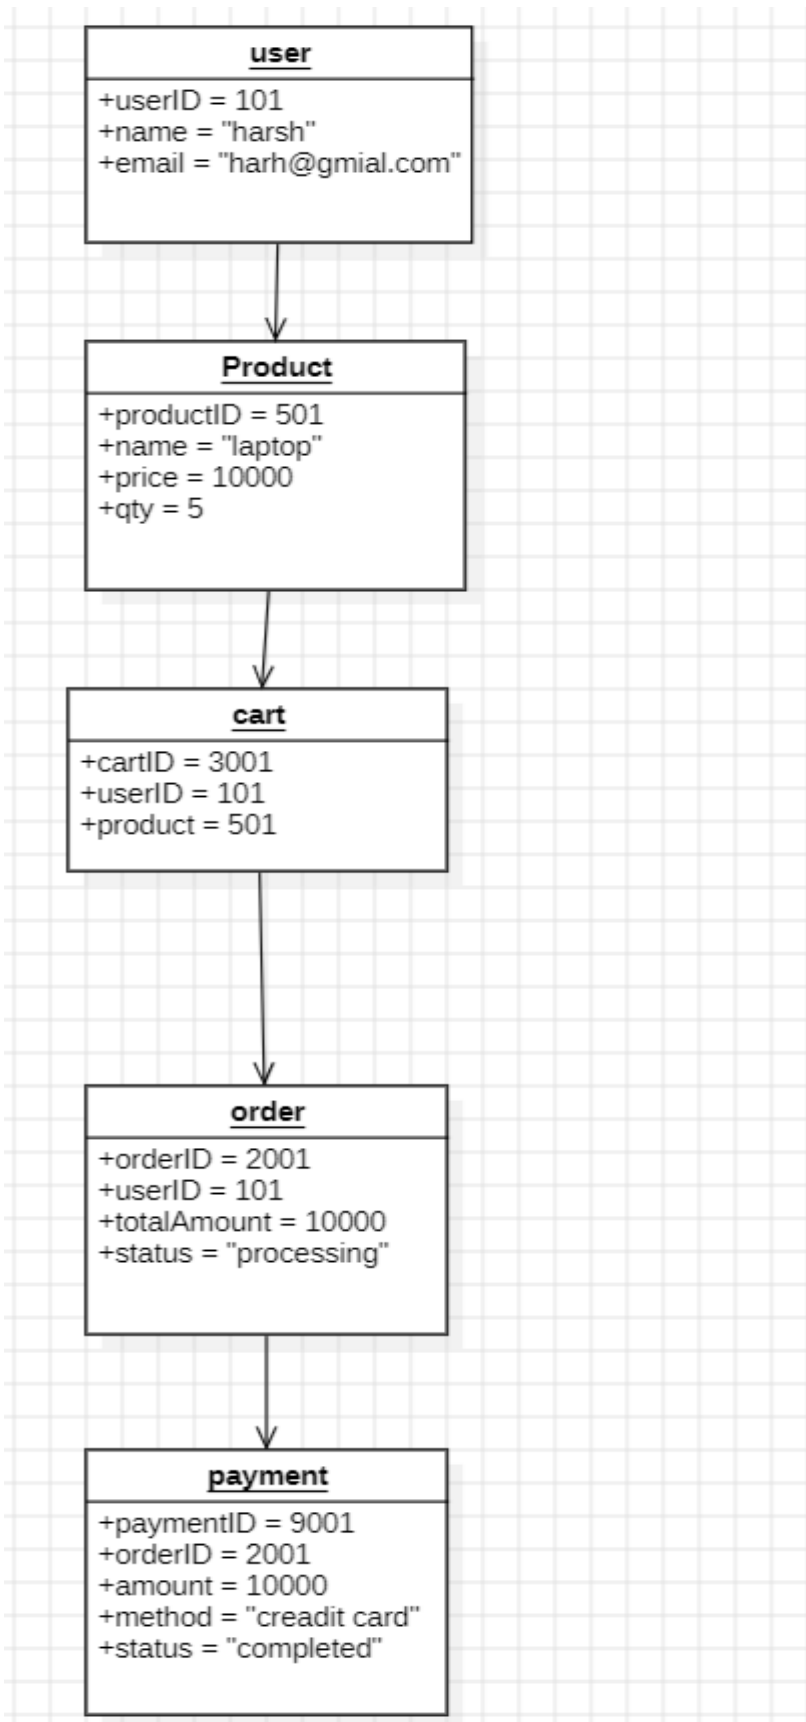 user
+userID = 101
+name = "harsh"
+email = "harh@gmial.com"
Product
+productID = 501
+name = "laptop"
+price = 10000
+qty = 5
cart
+cartID = 3001
+userID = 101
+product = 501
order
+orderID = 2001
+userID = 101
+totalAmount = 10000
+status = "processing"
payment
+paymentID = 9001
+orderID = 2001
+amount = 10000
+method = "creadit card"
+status = "completed"